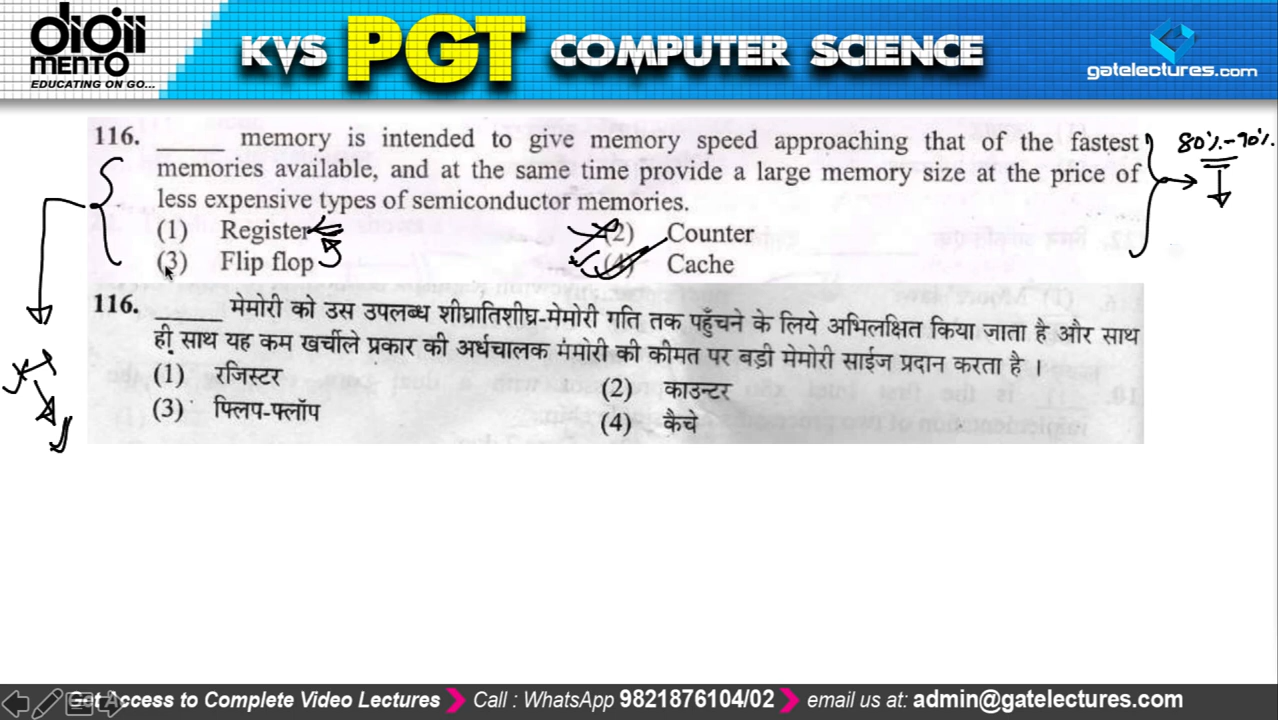 digii
MENTO
EDUCATING ON GO...
KVS PGT COMPUTER SCIENCE
gatelectures.com
116. _____ memory is intended to give memory speed approaching that of the fastest
memories available, and at the same time provide a large memory size at the price of
less expensive types of semiconductor memories.
(1) Register (2) Counter
(3) Flip flop (4) Cache
80%-90%.
116. _____ मेमोरी को उस उपलब्ध शीघ्रातिशीघ्र-मेमोरी गति तक पहुँचने के लिये अभिलक्षित किया जाता है और साथ
ही साथ यह कम खर्चीले प्रकार की अर्धचालक मेमोरी की कीमत पर बड़ी मेमोरी साईज प्रदान करता है ।
(1) रजिस्टर (2) काउन्टर
(3) फ्लिप-फ्लॉप (4) कैचे
Get Access to Complete Video Lectures Call : WhatsApp 9821876104/02 email us at: admin@gatelectures.com